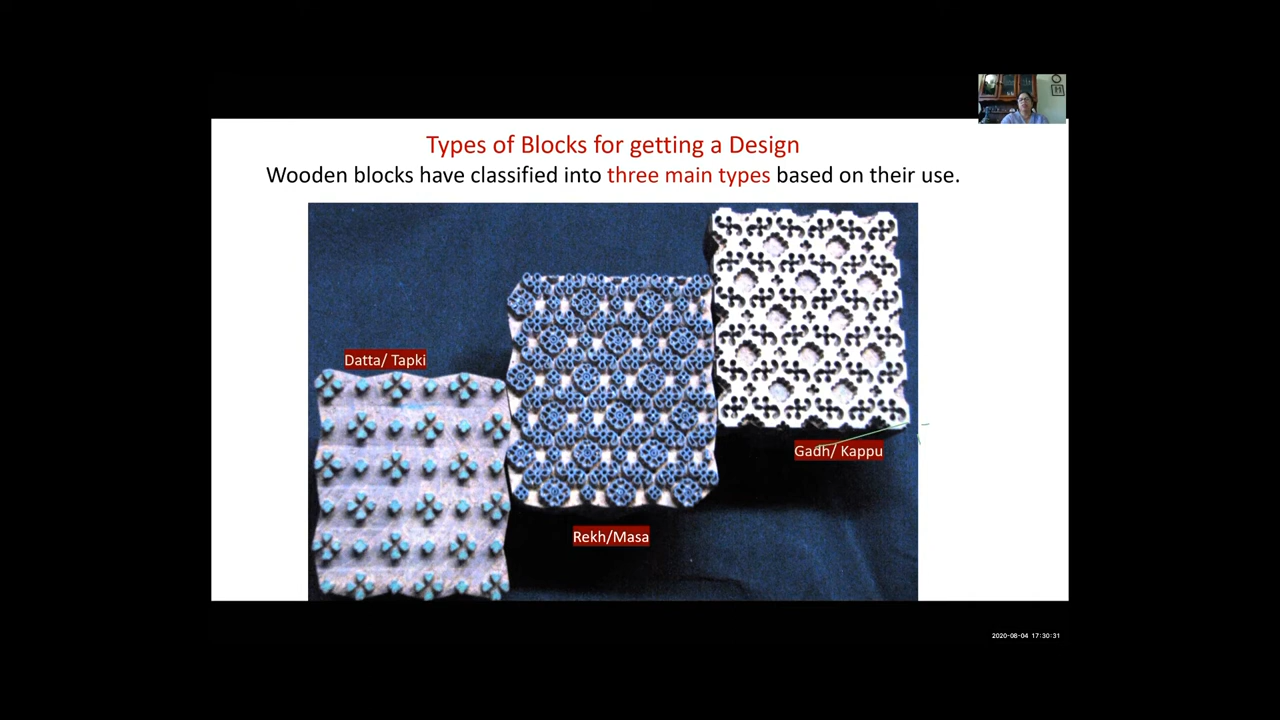 Types of Blocks for getting a Design
Wooden blocks have classified into three main types based on their use.
Datta/ Tapki
Gadh/ Kappu
Rekh/Masa
2020-08-04 17:30:31